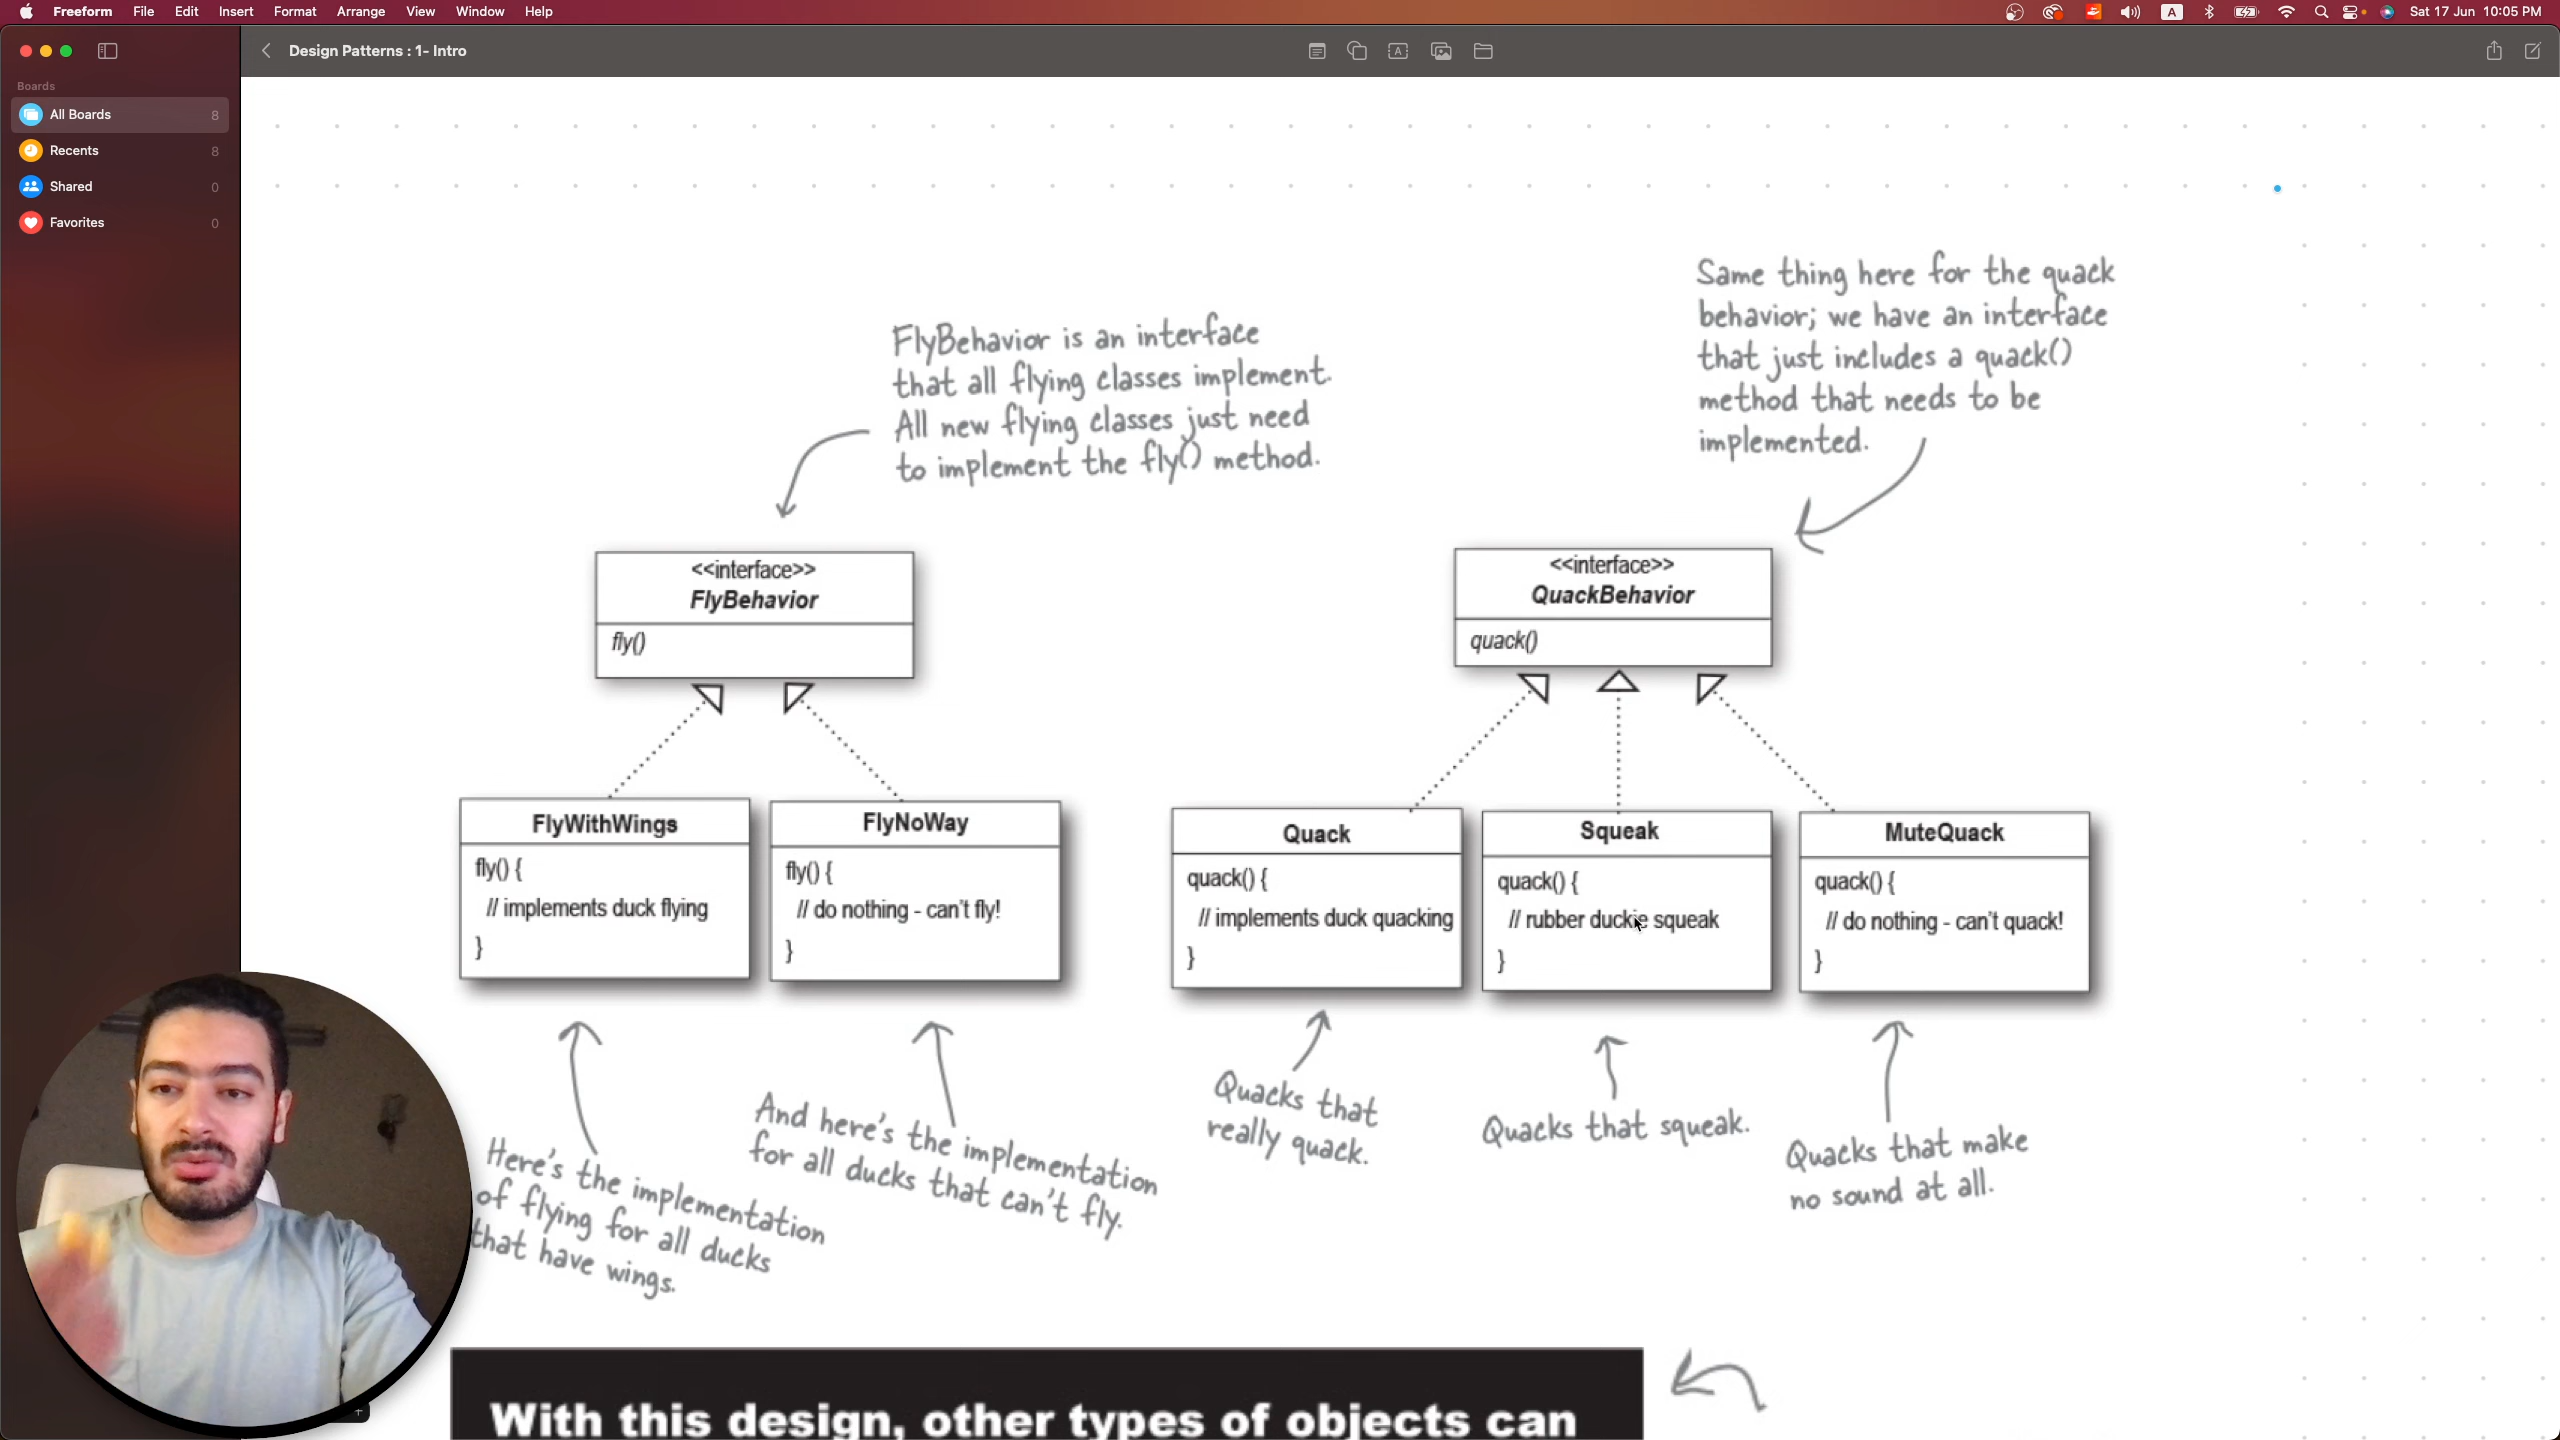 Freeform File Edit Insert Format Arrange View Window Help
A
Sat 17 Jun 10:05 PM
Design Patterns : 1- Intro
A
Boards
All Boards 8
Recents 8
Shared 0
Favorites 0
FlyBehavior is an interface
that all flying classes implement.
All new flying classes just need
to implement the fly() method.
Same thing here for the quack
behavior; we have an interface
that just includes a quack()
method that needs to be
implemented.
<<interface>>
FlyBehavior
fly()
<<interface>>
QuackBehavior
quack()
FlyWithWings
fly() {
// implements duck flying
}
FlyNoWay
fly() {
// do nothing - can't fly!
}
Quack
quack() {
// implements duck quacking
}
Squeak
quack() {
// rubber duckie squeak
}
MuteQuack
quack() {
// do nothing - can't quack!
}
Here's the implementation
of flying for all ducks
that have wings.
And here's the implementation
for all ducks that can't fly.
Quacks that
really quack.
Quacks that squeak.
Quacks that make
no sound at all.
With this design, other types of objects can